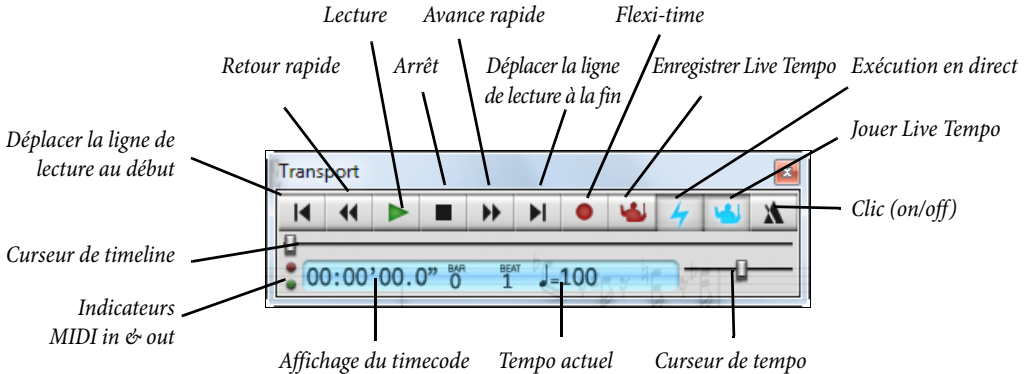 Lecture
Avance rapide
Flexi-time
Retour rapide
Arrêt
Déplacer la ligne
de lecture à la fin
Enregistrer Live Tempo
Exécution en direct
Déplacer la ligne de
lecture au début
Jouer Live Tempo
Transport
Clic (on/off)
Curseur de timeline
00:00'00.0" BAR 0 BEAT 1 ♩=100
Indicateurs
MIDI in & out
Affichage du timecode
Tempo actuel
Curseur de tempo